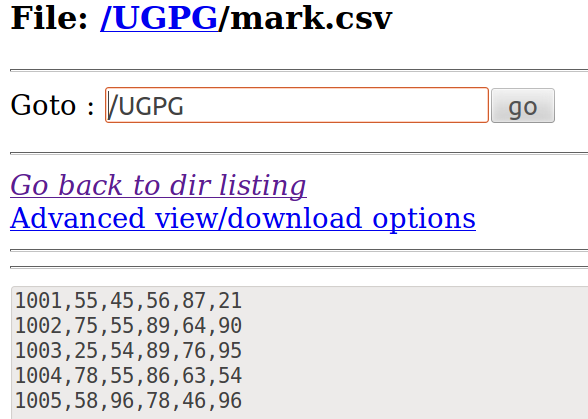 File: /UGPG/mark.csv
Goto : /UGPG go
Go back to dir listing
Advanced view/download options
1001,55,45,56,87,21
1002,75,55,89,64,90
1003,25,54,89,76,95
1004,78,55,86,63,54
1005,58,96,78,46,96